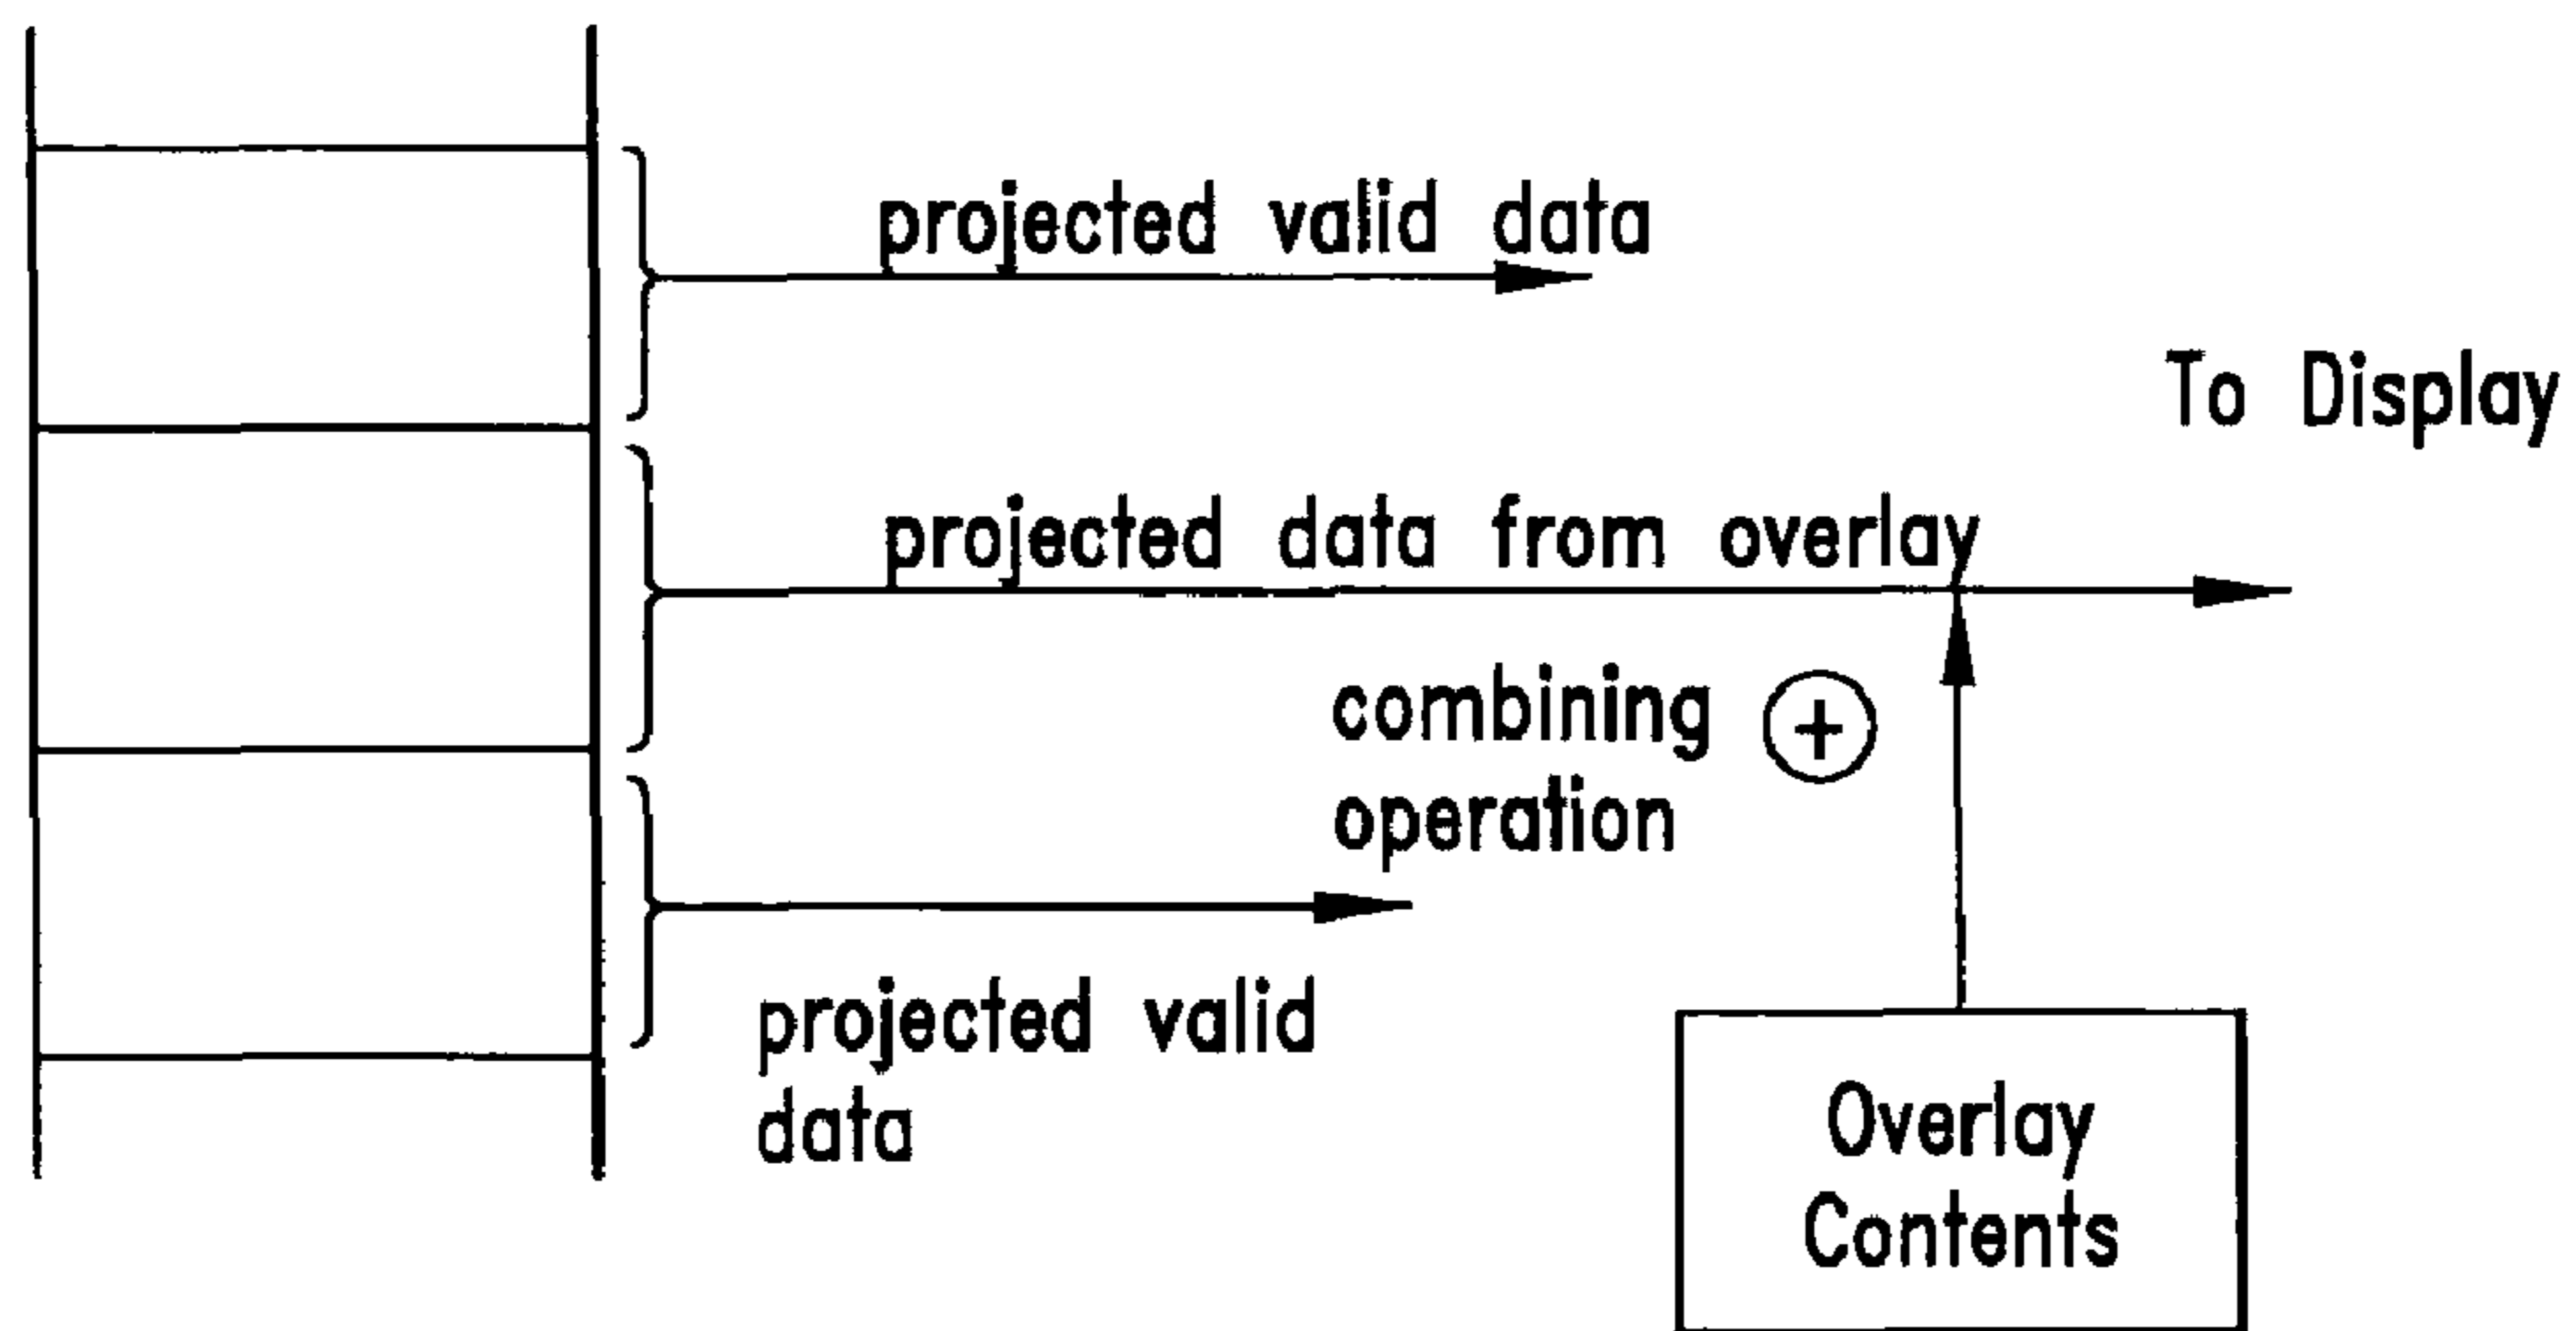 projected valid data
To Display
projected data from overlay
combining
operation
+
projected valid
data
Overlay
Contents